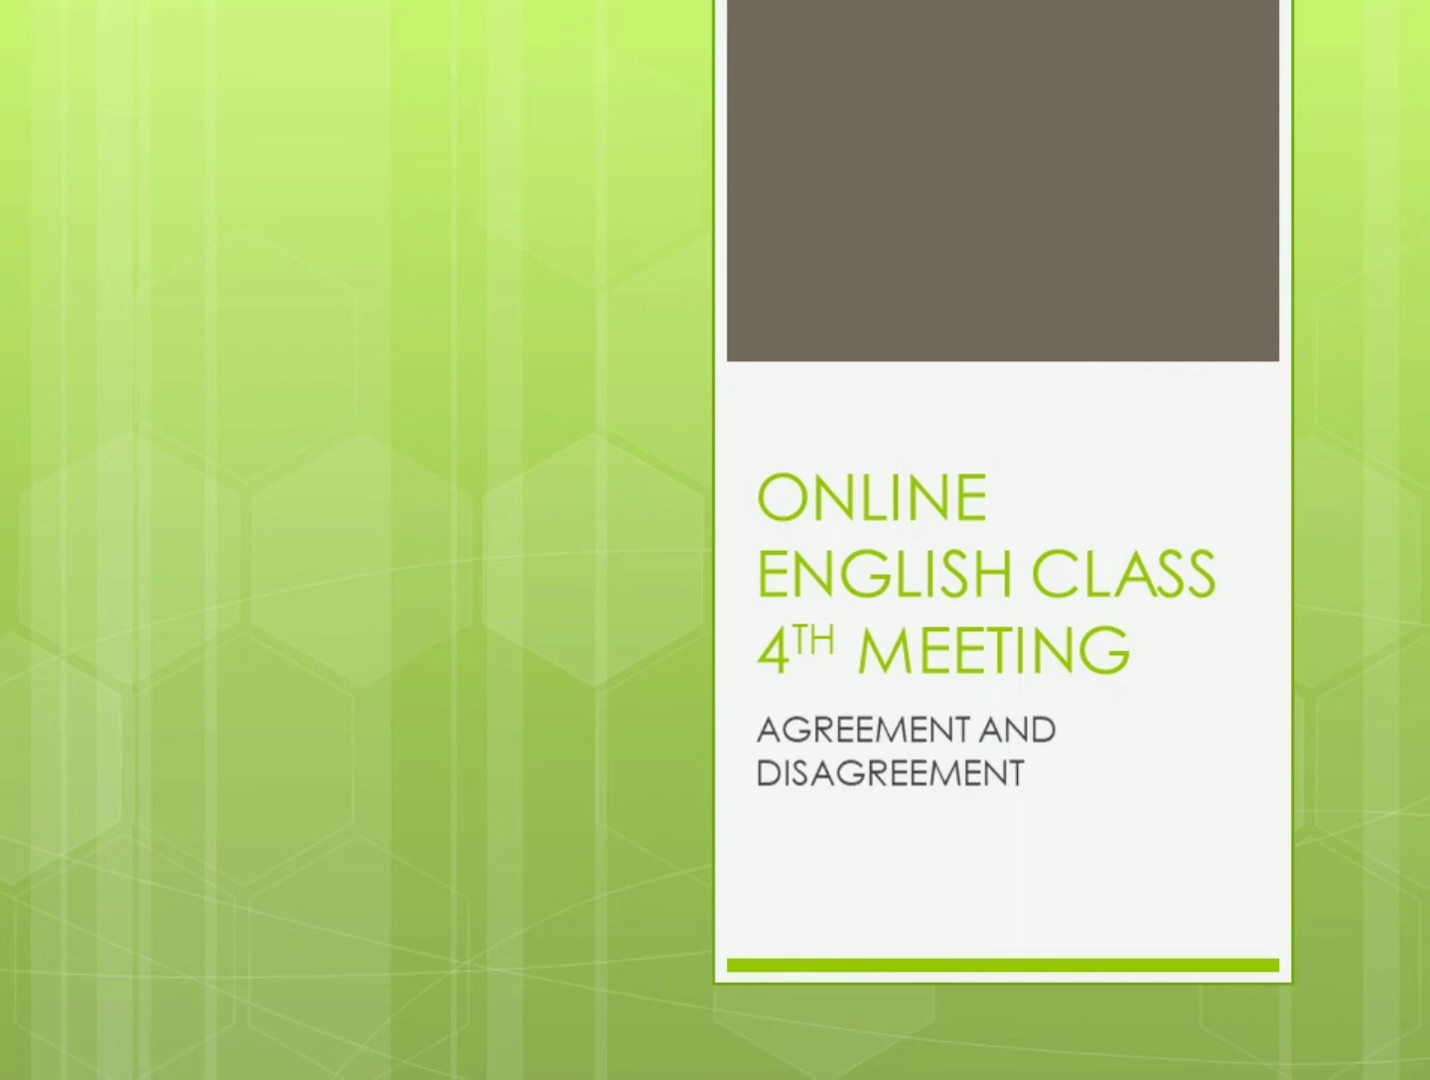 ONLINE
ENGLISH CLASS
4TH MEETING
AGREEMENT AND
DISAGREEMENT